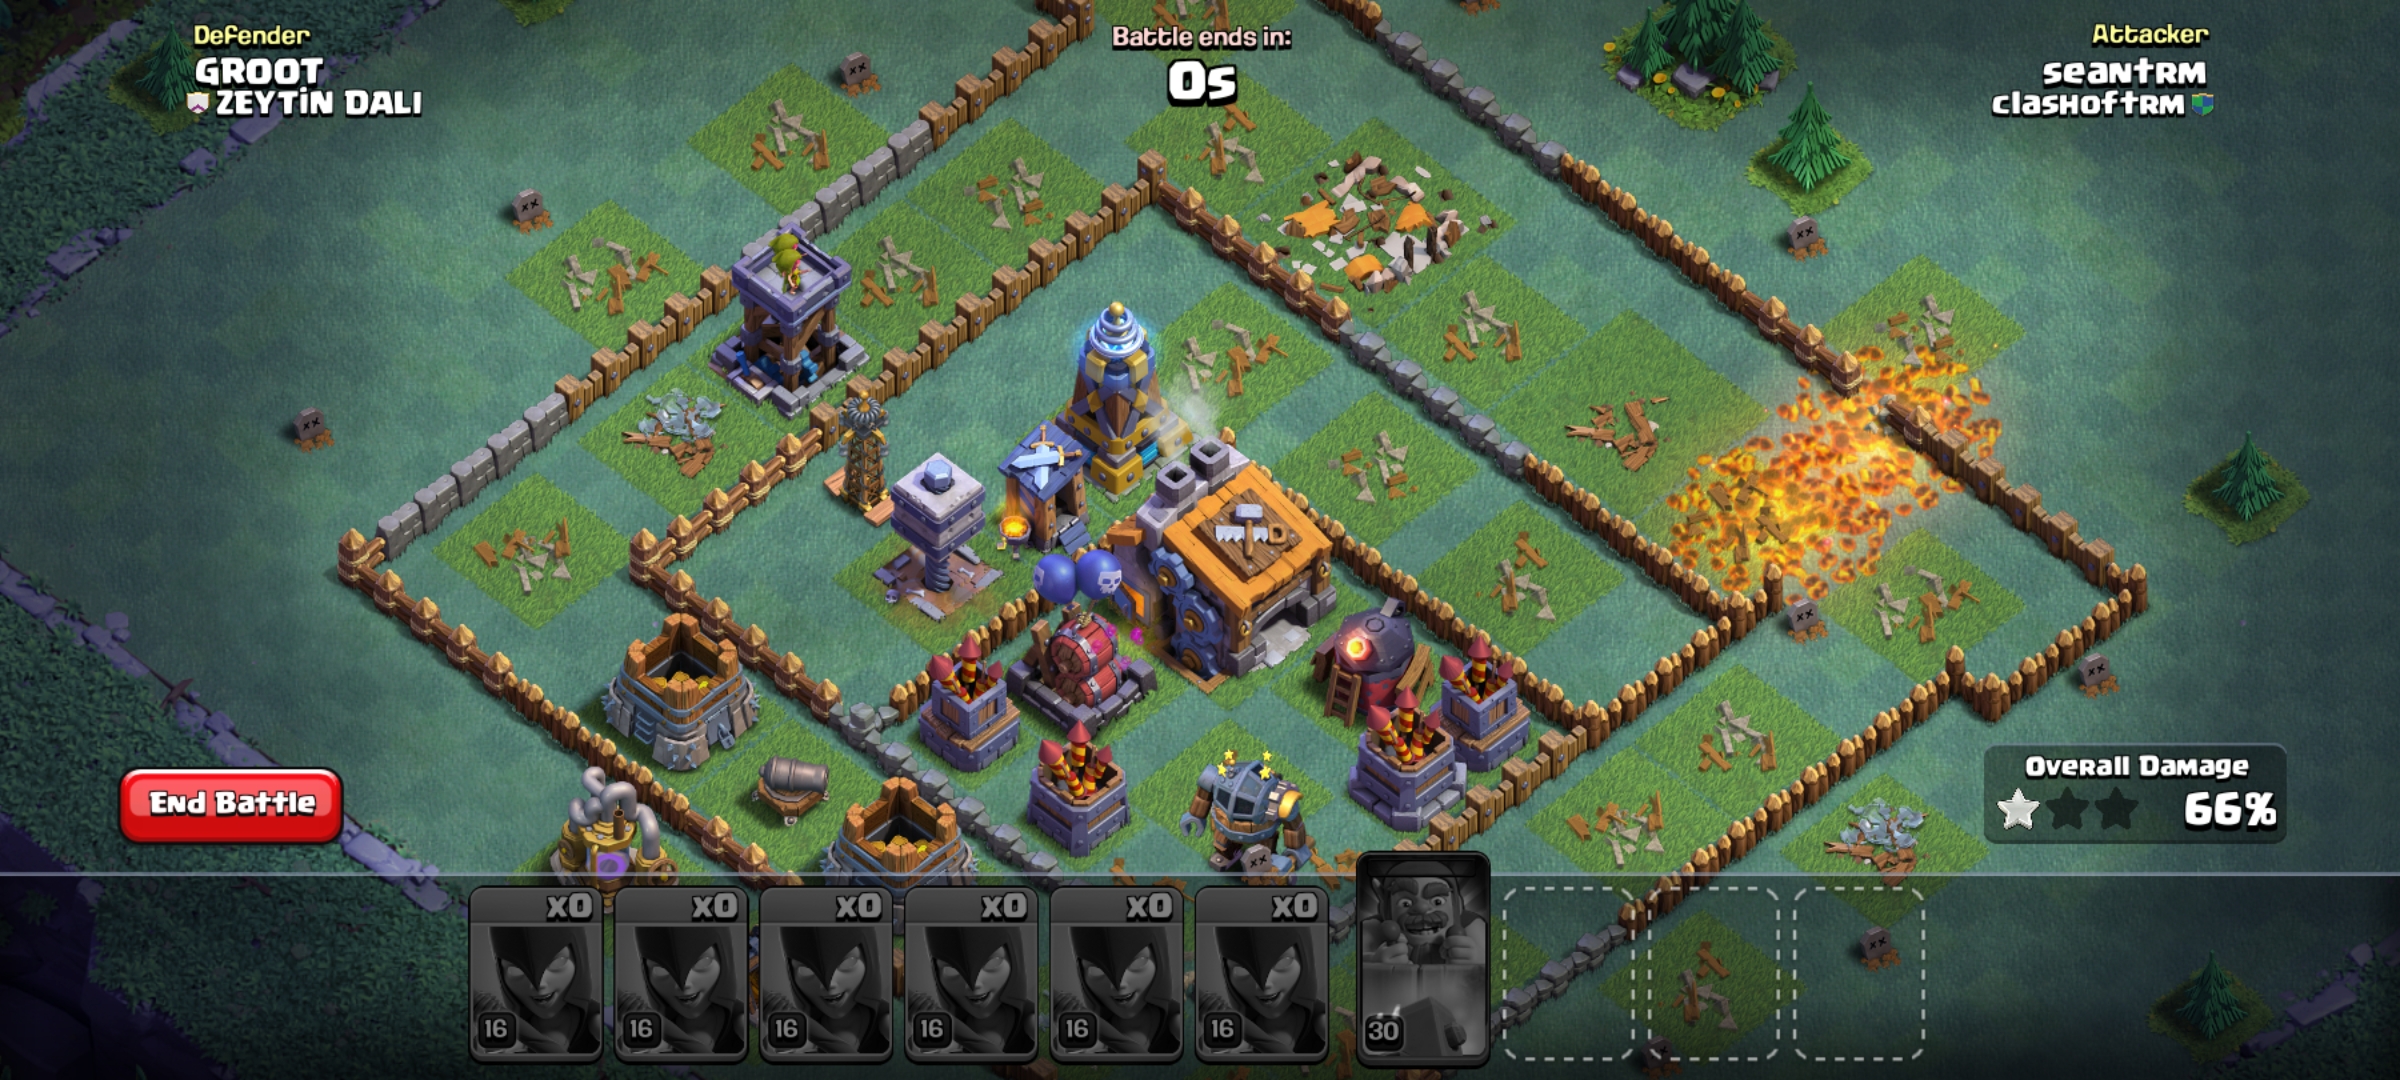 Defender
GROOT
ZEYTİN DALI
Battle ends in:
0s
Attacker
seantRM
clashoftRM
End Battle
Overall Damage
66%
x0 x0 x0 x0 x0 x0
16 16 16 16 16 16 30